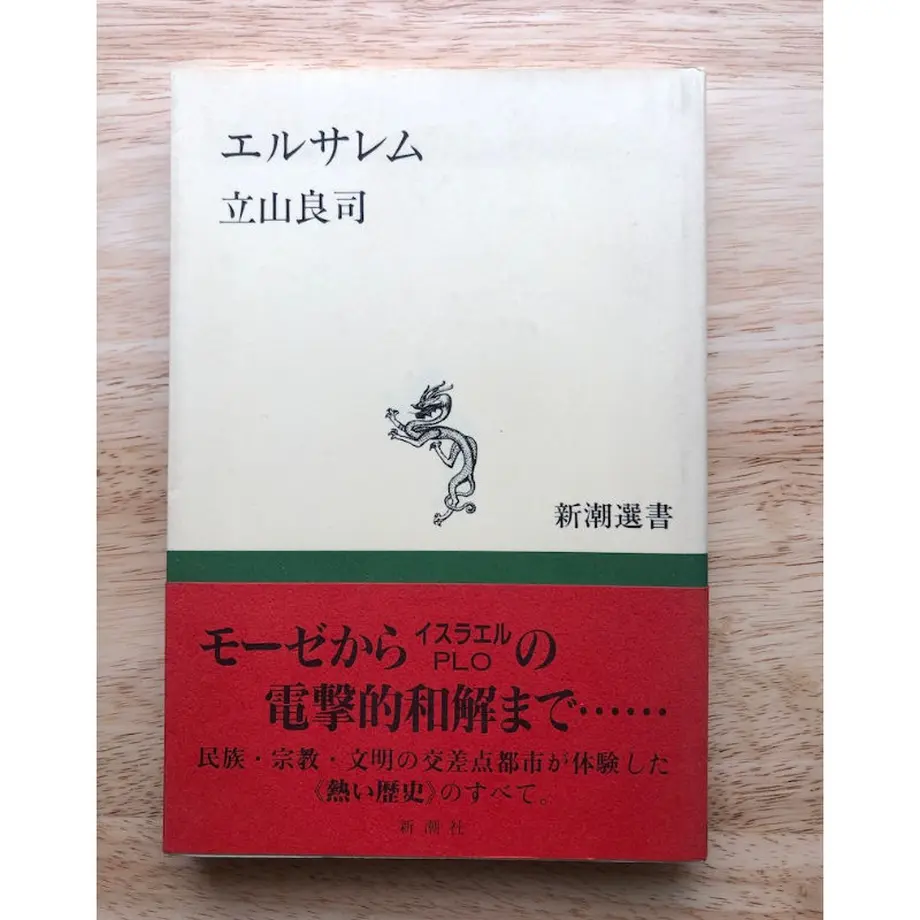 エルサレム
立山良司
新潮選書
モーゼからイスラエルPLOの
電撃的和解まで……
民族・宗教・文明の交差点都市が体験した
《熱い歴史》のすべて。
新潮社